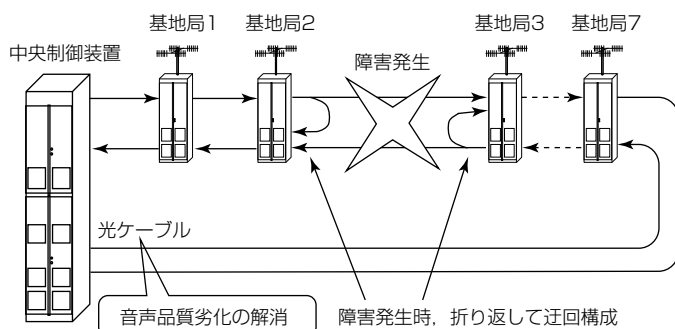 基地局1
基地局2
基地局3
基地局7
中央制御装置
障害発生
光ケーブル
音声品質劣化の解消
障害発生時,折り返して迂回構成